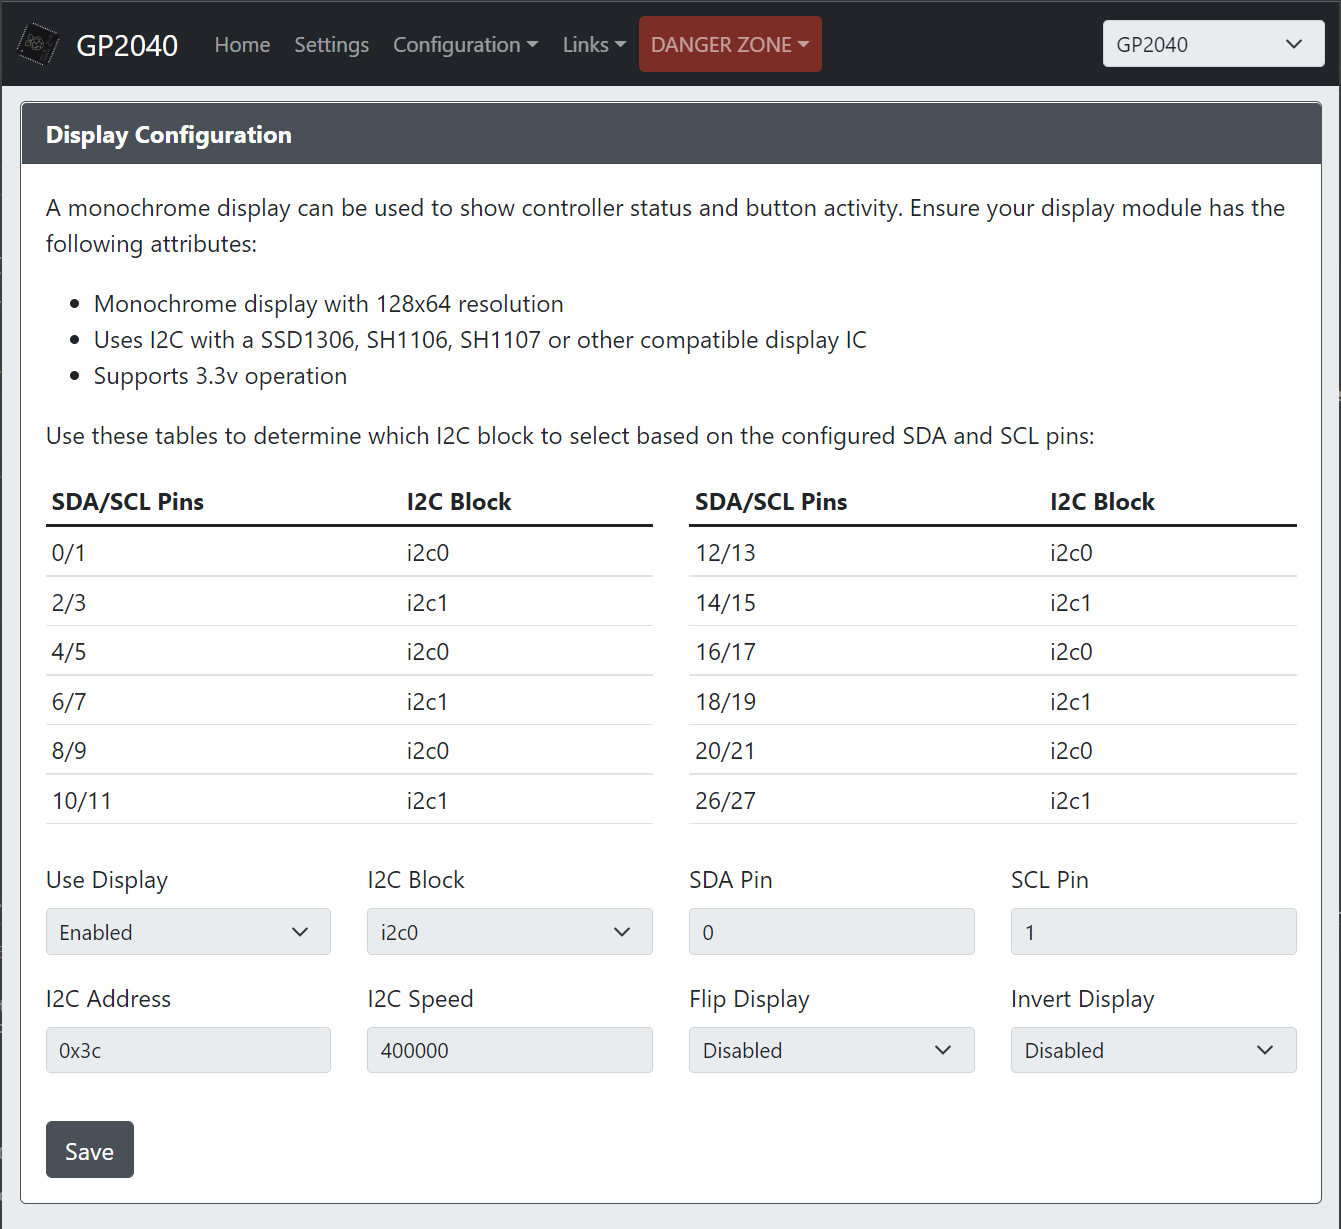 GP2040 Home Settings Configuration Links DANGER ZONE GP2040
Display Configuration
A monochrome display can be used to show controller status and button activity. Ensure your display module has the
following attributes:
Monochrome display with 128x64 resolution
Uses I2C with a SSD1306, SH1106, SH1107 or other compatible display IC
Supports 3.3v operation
Use these tables to determine which I2C block to select based on the configured SDA and SCL pins:
SDA/SCL Pins I2C Block SDA/SCL Pins I2C Block
0/1 i2c0 12/13 i2c0
2/3 i2c1 14/15 i2c1
4/5 i2c0 16/17 i2c0
6/7 i2c1 18/19 i2c1
8/9 i2c0 20/21 i2c0
10/11 i2c1 26/27 i2c1
Use Display I2C Block SDA Pin SCL Pin
Enabled i2c0 0 1
I2C Address I2C Speed Flip Display Invert Display
0x3c 400000 Disabled Disabled
Save